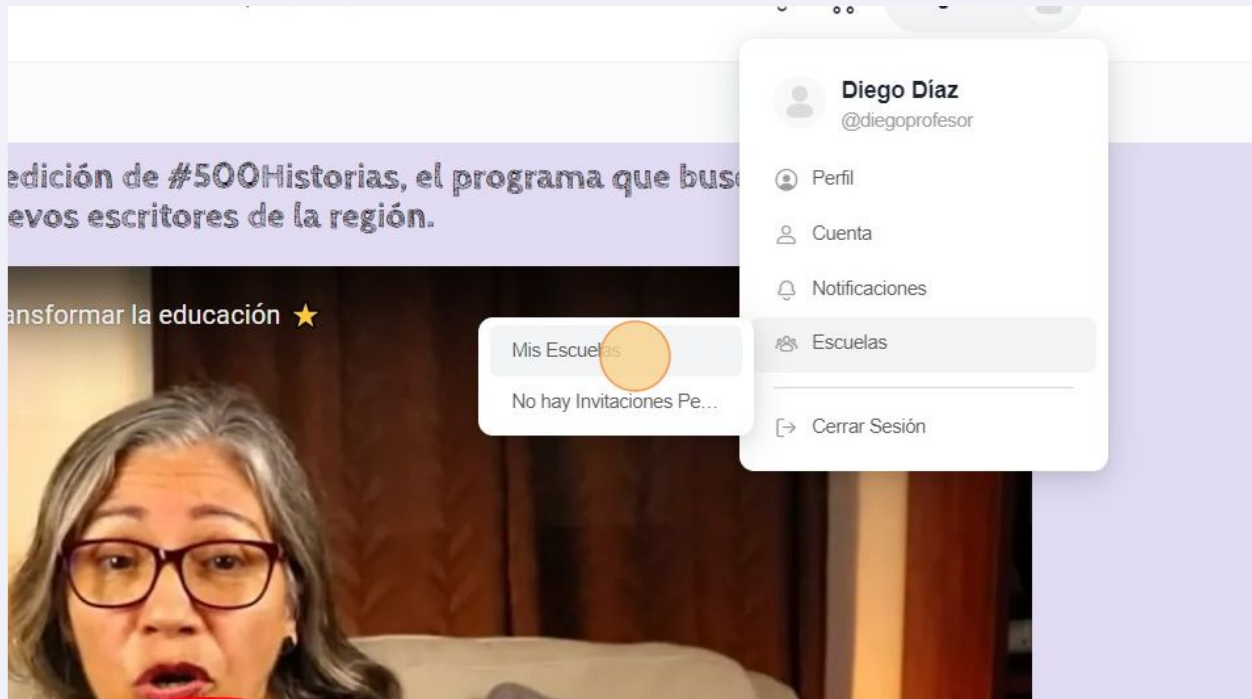 Diego Díaz
@diegoprofesor
edición de #500Historias, el programa que bus
evos escritores de la región.
Perfil
Cuenta
Notificaciones
Escuelas
Cerrar Sesión
ansformar la educación
Mis Escuelas
No hay Invitaciones Pe...